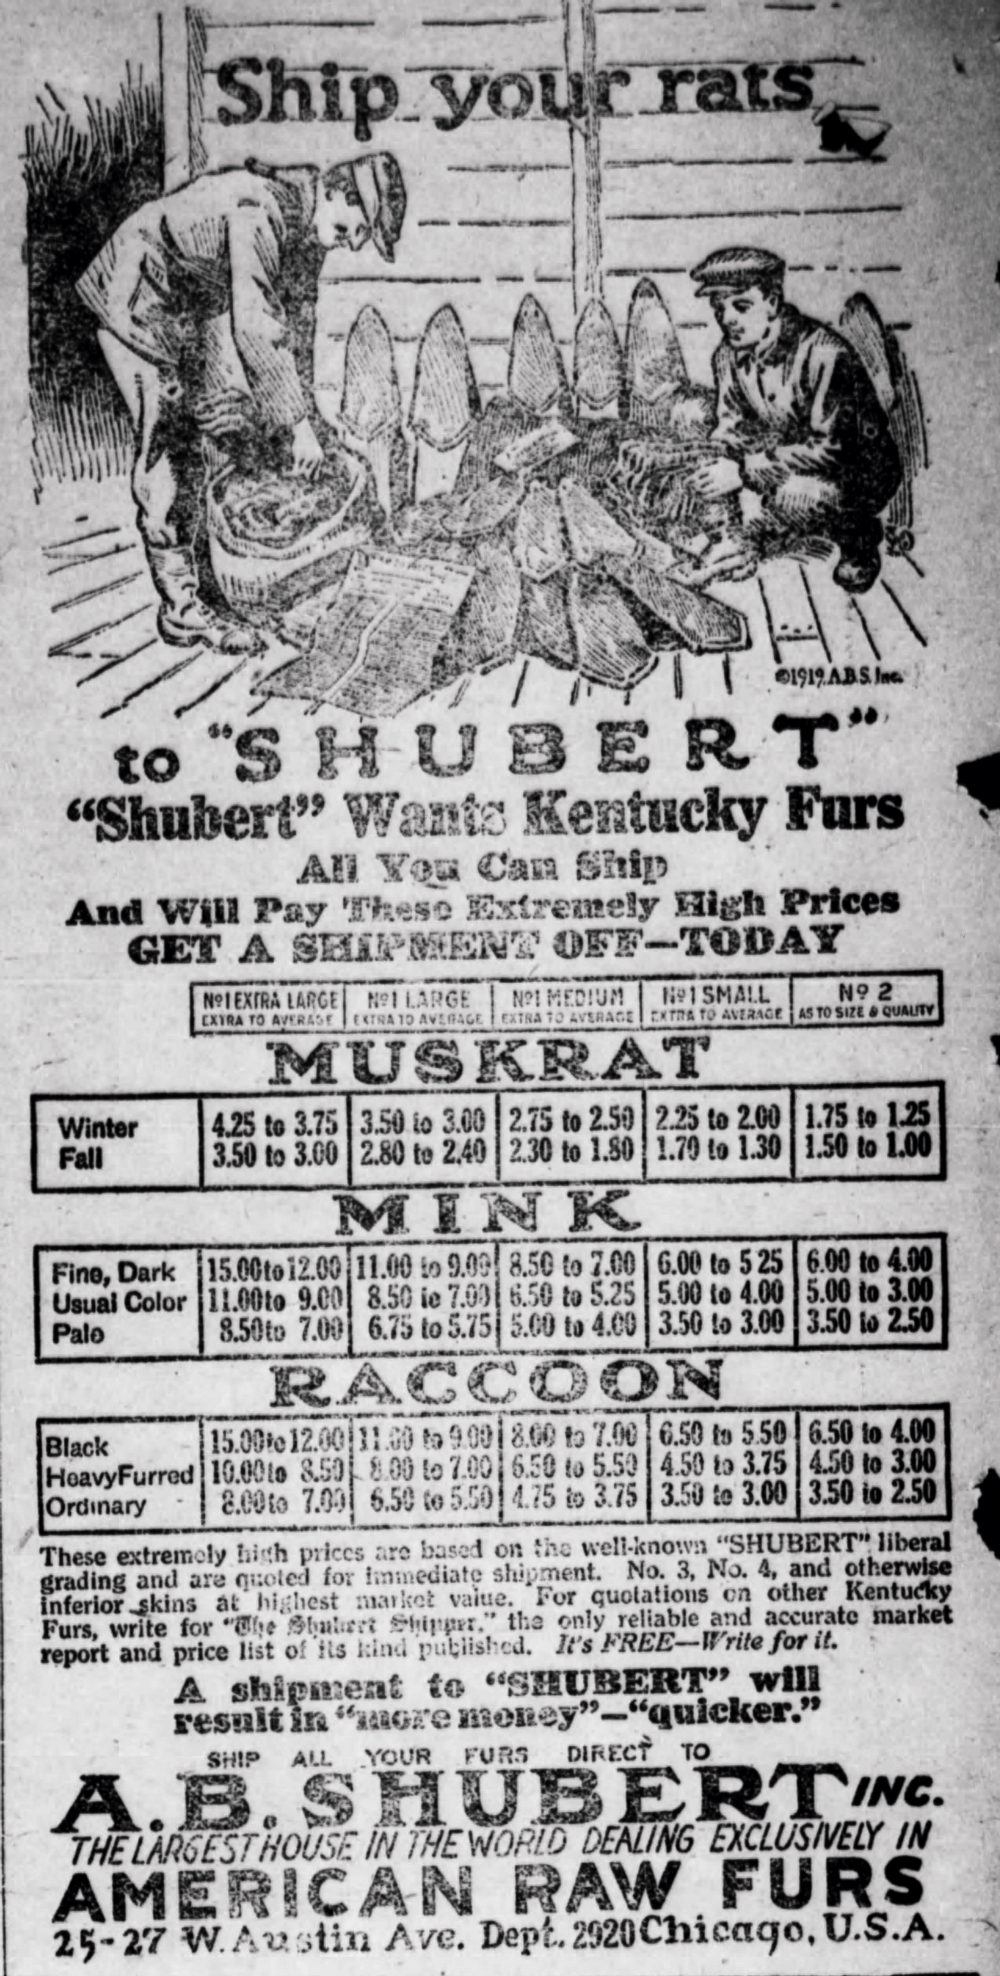 Ship your rats
©1919. A.B.S. Inc.
to "SHUBERT"
"Shubert" Wants Kentucky Furs
All You Can Ship
And Will Pay These Extremely High Prices
GET A SHIPMENT OFF—TODAY
Nº1 EXTRA LARGE EXTRA TO AVERAGE Nº1 LARGE EXTRA TO AVERAGE Nº1 MEDIUM EXTRA TO AVERAGE Nº1 SMALL EXTRA TO AVERAGE Nº 2 AS TO SIZE & QUALITY
MUSKRAT
Winter 4.25 to 3.75 3.50 to 3.00 2.75 to 2.50 2.25 to 2.00 1.75 to 1.25
Fall 3.50 to 3.00 2.80 to 2.40 2.30 to 1.80 1.70 to 1.30 1.50 to 1.00
MINK
Fine, Dark 15.00 to 12.00 11.00 to 9.00 8.50 to 7.00 6.00 to 5 25 6.00 to 4.00
Usual Color 11.00 to 9.00 8.50 to 7.00 6.50 to 5.25 5.00 to 4.00 5.00 to 3.00
Pale 8.50 to 7.00 6.75 to 5.75 5.00 to 4.00 3.50 to 3.00 3.50 to 2.50
RACCOON
Black 15.00 to 12.00 11.00 to 9.00 8.00 to 7.00 6.50 to 5.50 6.50 to 4.00
Heavy Furred 10.00 to 8.50 8.00 to 7.00 6.50 to 5.50 4.50 to 3.75 4.50 to 3.00
Ordinary 8.00 to 7.00 6.50 to 5.50 4.75 to 3.75 3.50 to 3.00 3.50 to 2.50
These extremely high prices are based on the well-known "SHUBERT" liberal
grading and are quoted for immediate shipment. No. 3, No. 4, and otherwise
inferior skins at highest market value. For quotations on other Kentucky
Furs, write for "The Shubert Shipper," the only reliable and accurate market
report and price list of its kind published. It's FREE—Write for it.
A shipment to "SHUBERT" will
result in "more money"—"quicker."
SHIP ALL YOUR FURS DIRECT TO
A.B. SHUBERT INC.
THE LARGEST HOUSE IN THE WORLD DEALING EXCLUSIVELY IN
AMERICAN RAW FURS
25-27 W. Austin Ave. Dept. 2920 Chicago, U.S.A.